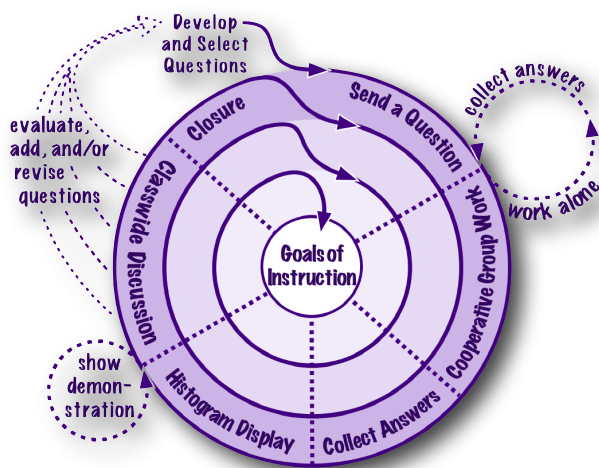 Develop
and Select
Questions
Send a Question
collect answers
work alone
Cooperative Group Work
Collect Answers
Histogram Display
show
demon-
stration
Classwide Discussion
evaluate,
add, and/or
revise
questions
Closure
Goals of
Instruction